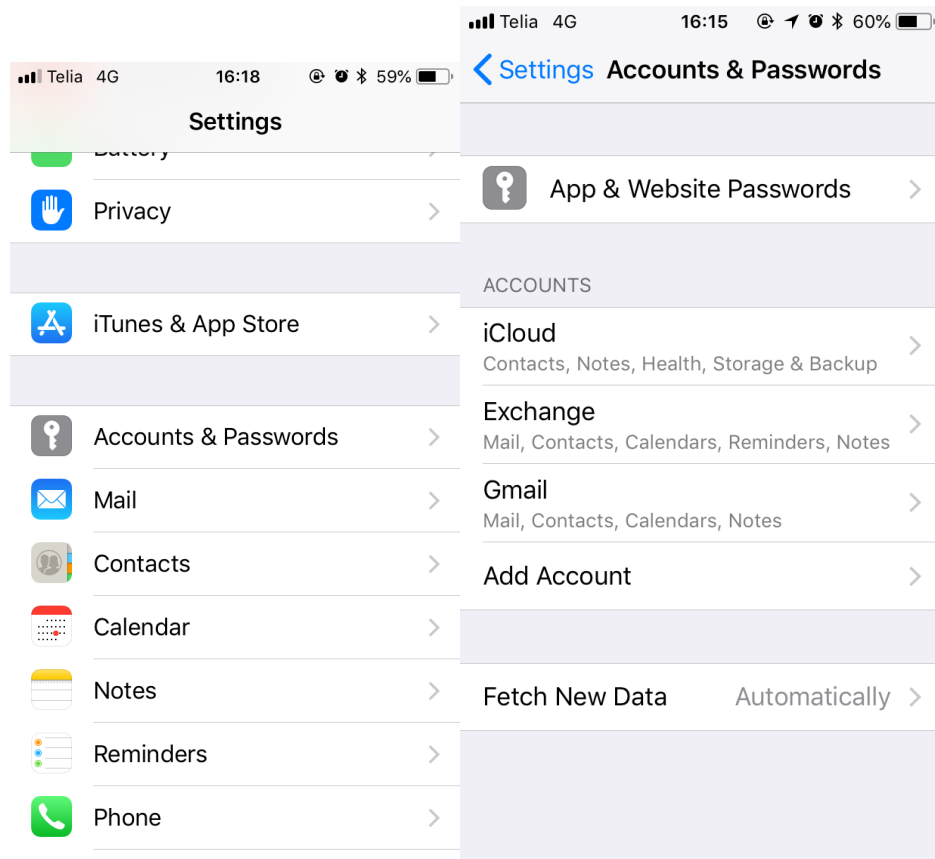 Telia 4G 16:18 59%
Settings
Battery
Privacy
iTunes & App Store
Accounts & Passwords
Mail
Contacts
Calendar
Notes
Reminders
Phone
Telia 4G 16:15 60%
Settings Accounts & Passwords
App & Website Passwords
ACCOUNTS
iCloud
Contacts, Notes, Health, Storage & Backup
Exchange
Mail, Contacts, Calendars, Reminders, Notes
Gmail
Mail, Contacts, Calendars, Notes
Add Account
Fetch New Data Automatically